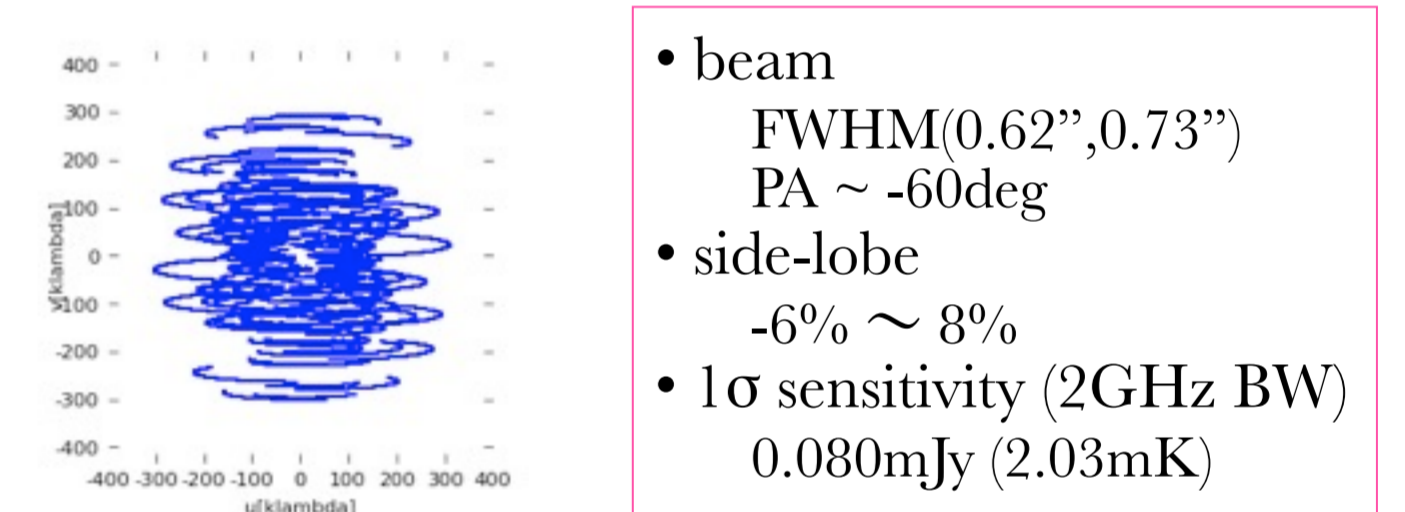 400
300
200
100
0
-100
-200
-300
-400
v[klambda]
-400 -300 -200 -100 0 100 200 300 400
u[klambda]
• beam
FWHM(0.62”,0.73”)
PA ~ -60deg
• side-lobe
-6% ～ 8%
• 1σ sensitivity (2GHz BW)
0.080mJy (2.03mK)